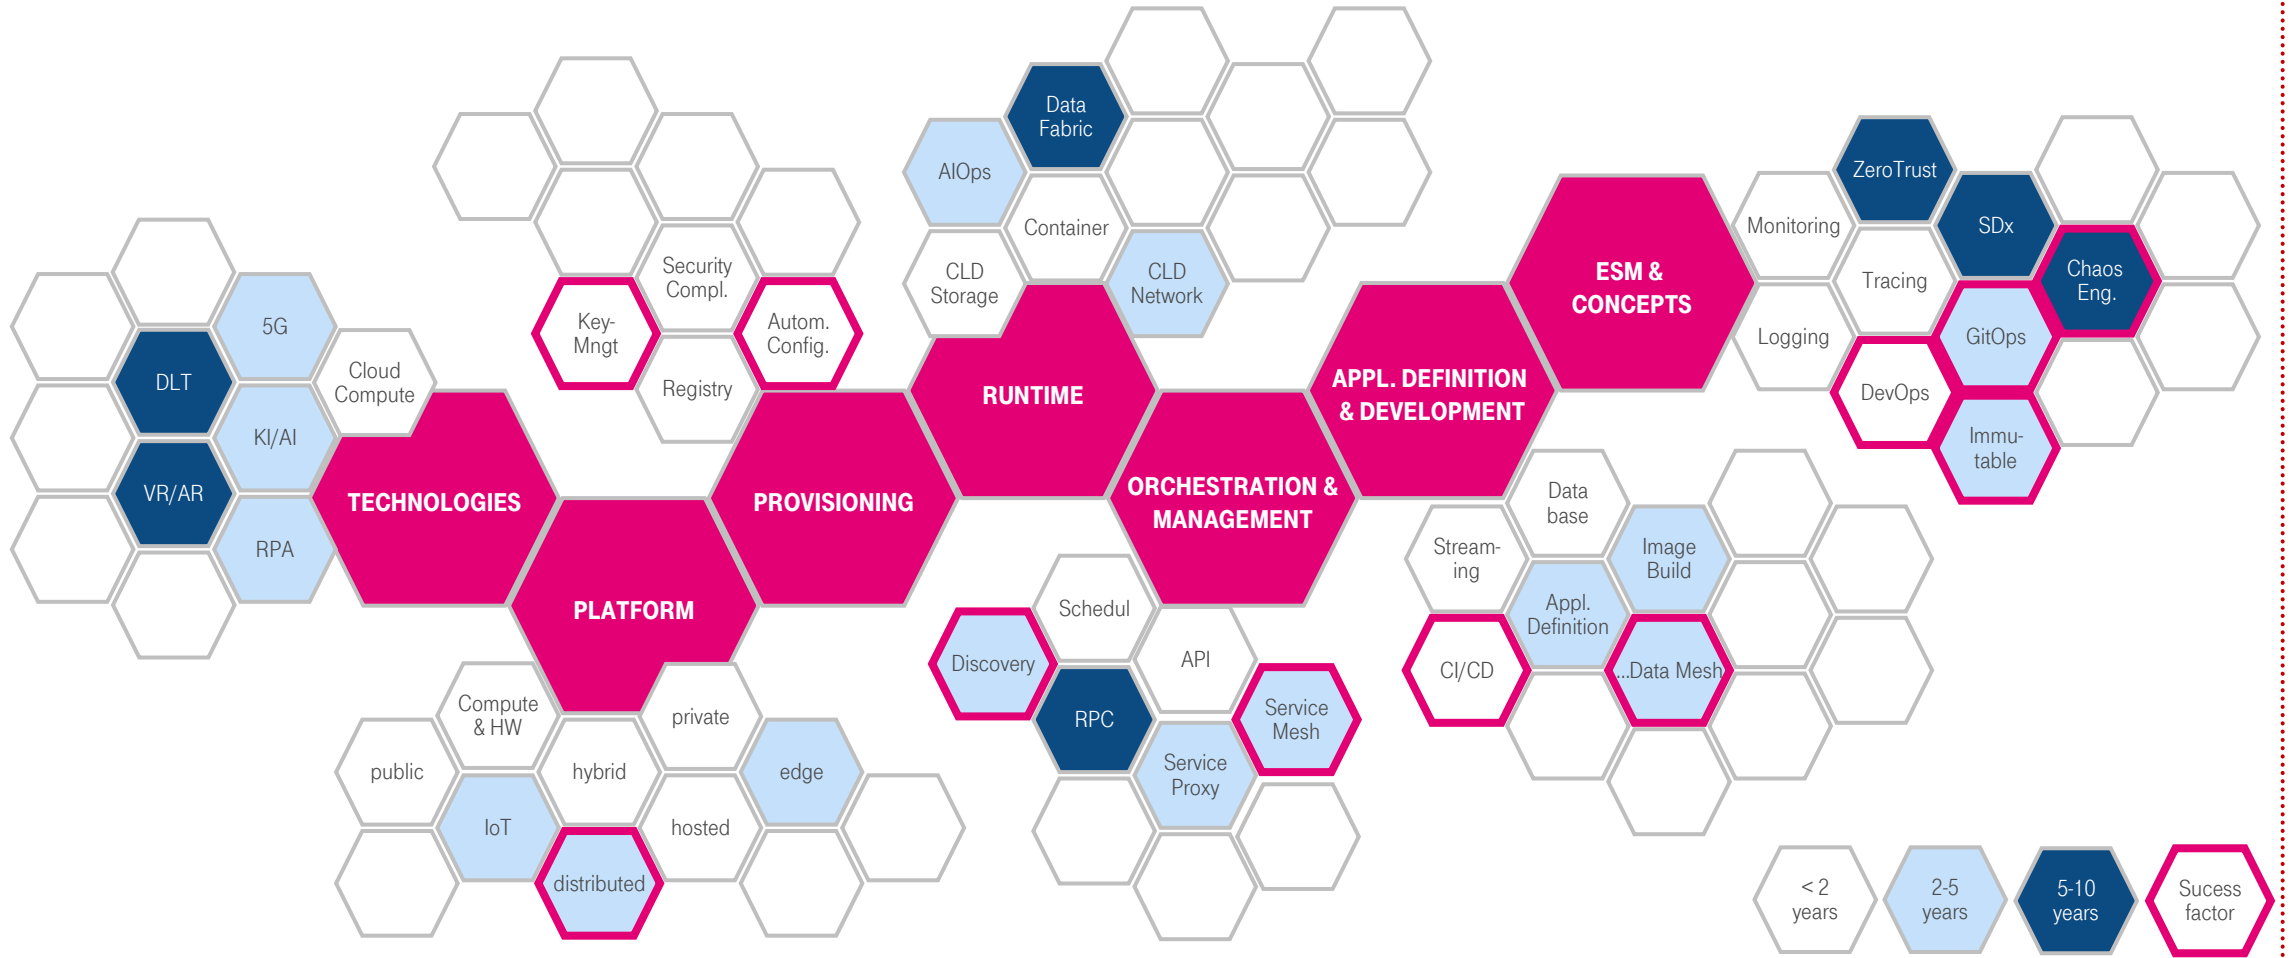 5G
DLT
Cloud
Compute
KI/AI
VR/AR
RPA
TECHNOLOGIES
PLATFORM
Compute
& HW
private
public
hybrid
edge
IoT
hosted
distributed
Security
Compl.
Key-
Mngt
Autom.
Config.
Registry
PROVISIONING
Data
Fabric
AIOps
Container
CLD
Storage
CLD
Network
RUNTIME
ORCHESTRATION &
MANAGEMENT
Schedul
Discovery
API
RPC
Service
Mesh
Service
Proxy
APPL. DEFINITION
& DEVELOPMENT
Data
base
Stream-
ing
Image
Build
Appl.
Definition
CI/CD
...Data Mesh
ESM &
CONCEPTS
ZeroTrust
Monitoring
SDx
Tracing
Chaos
Eng.
Logging
GitOps
DevOps
Immu-
table
< 2
years
2-5
years
5-10
years
Sucess
factor